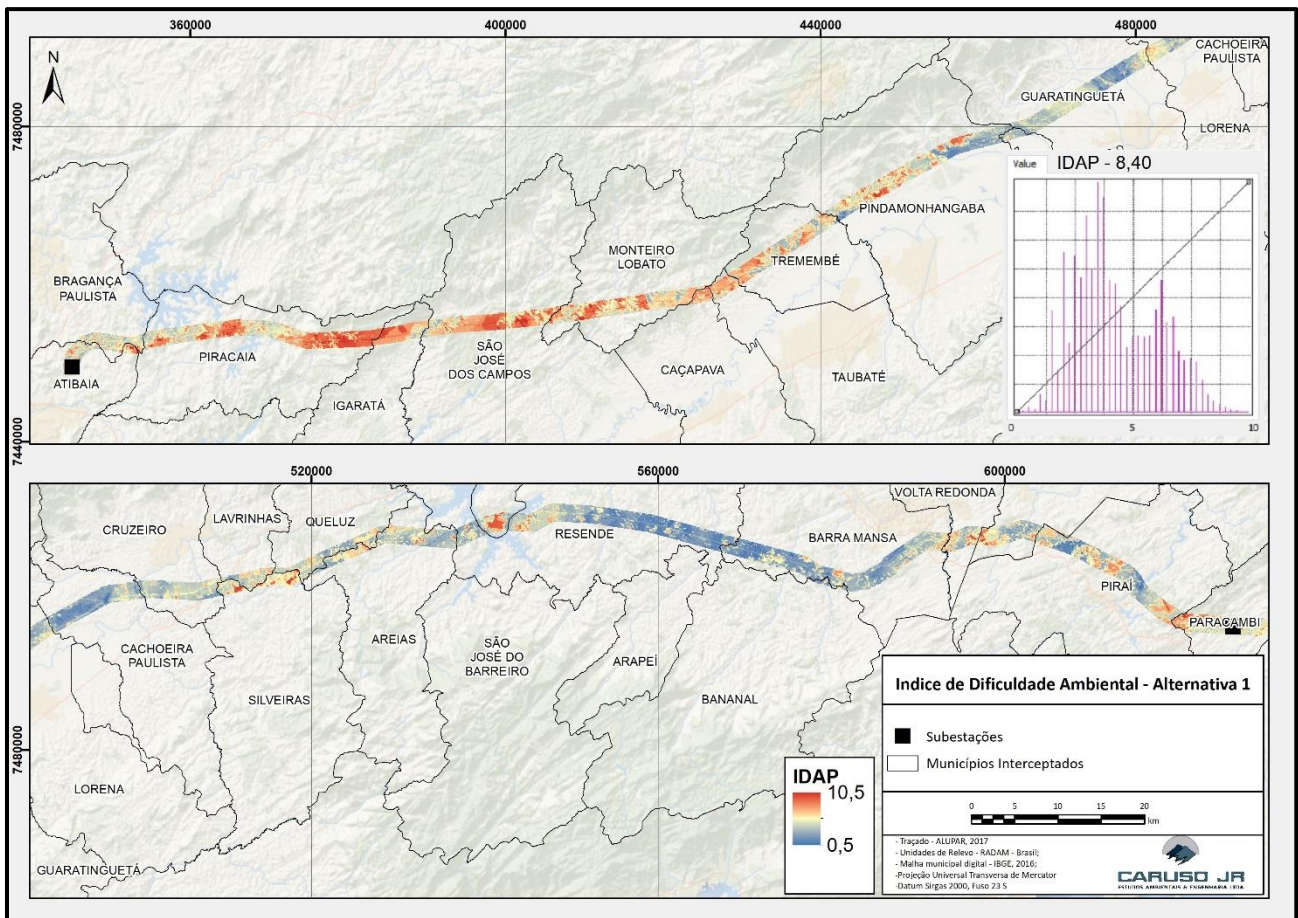 360000 400000 440000 480000
N
7480000
7440000
CACHOEIRA
PAULISTA
GUARATINGUETÁ
LORENA
Value IDAP - 8,40
0 5 10
PINDAMONHANGABA
MONTEIRO
LOBATO
TREMEMBÉ
BRAGANÇA
PAULISTA
PIRACAIA
SÃO
JOSÉ
DOS CAMPOS
CAÇAPAVA
TAUBATÉ
ATIBAIA
IGARATÁ
520000 560000 600000
7480000
VOLTA REDONDA
LAVRINHAS
CRUZEIRO
QUELUZ
RESENDE
BARRA MANSA
PIRAÍ
PARACAMBI
AREIAS
CACHOEIRA
PAULISTA
SÃO
JOSÉ DO
BARREIRO
ARAPEÍ
SILVEIRAS
BANANAL
LORENA
GUARATINGUETÁ
IDAP
10,5
-
0,5
Indice de Dificuldade Ambiental - Alternativa 1
Subestações
Municípios Interceptados
0 5 10 15 20
km
- Traçado - ALUPAR, 2017
- Unidades de Relevo - RADAM - Brasil;
- Malha municipal digital - IBGE, 2016;
-Projeção Universal Transversa de Mercator
-Datum Sirgas 2000, Fuso 23 S
CARUSO JR
ESTUDOS AMBIENTAIS & ENGENHARIA LTDA